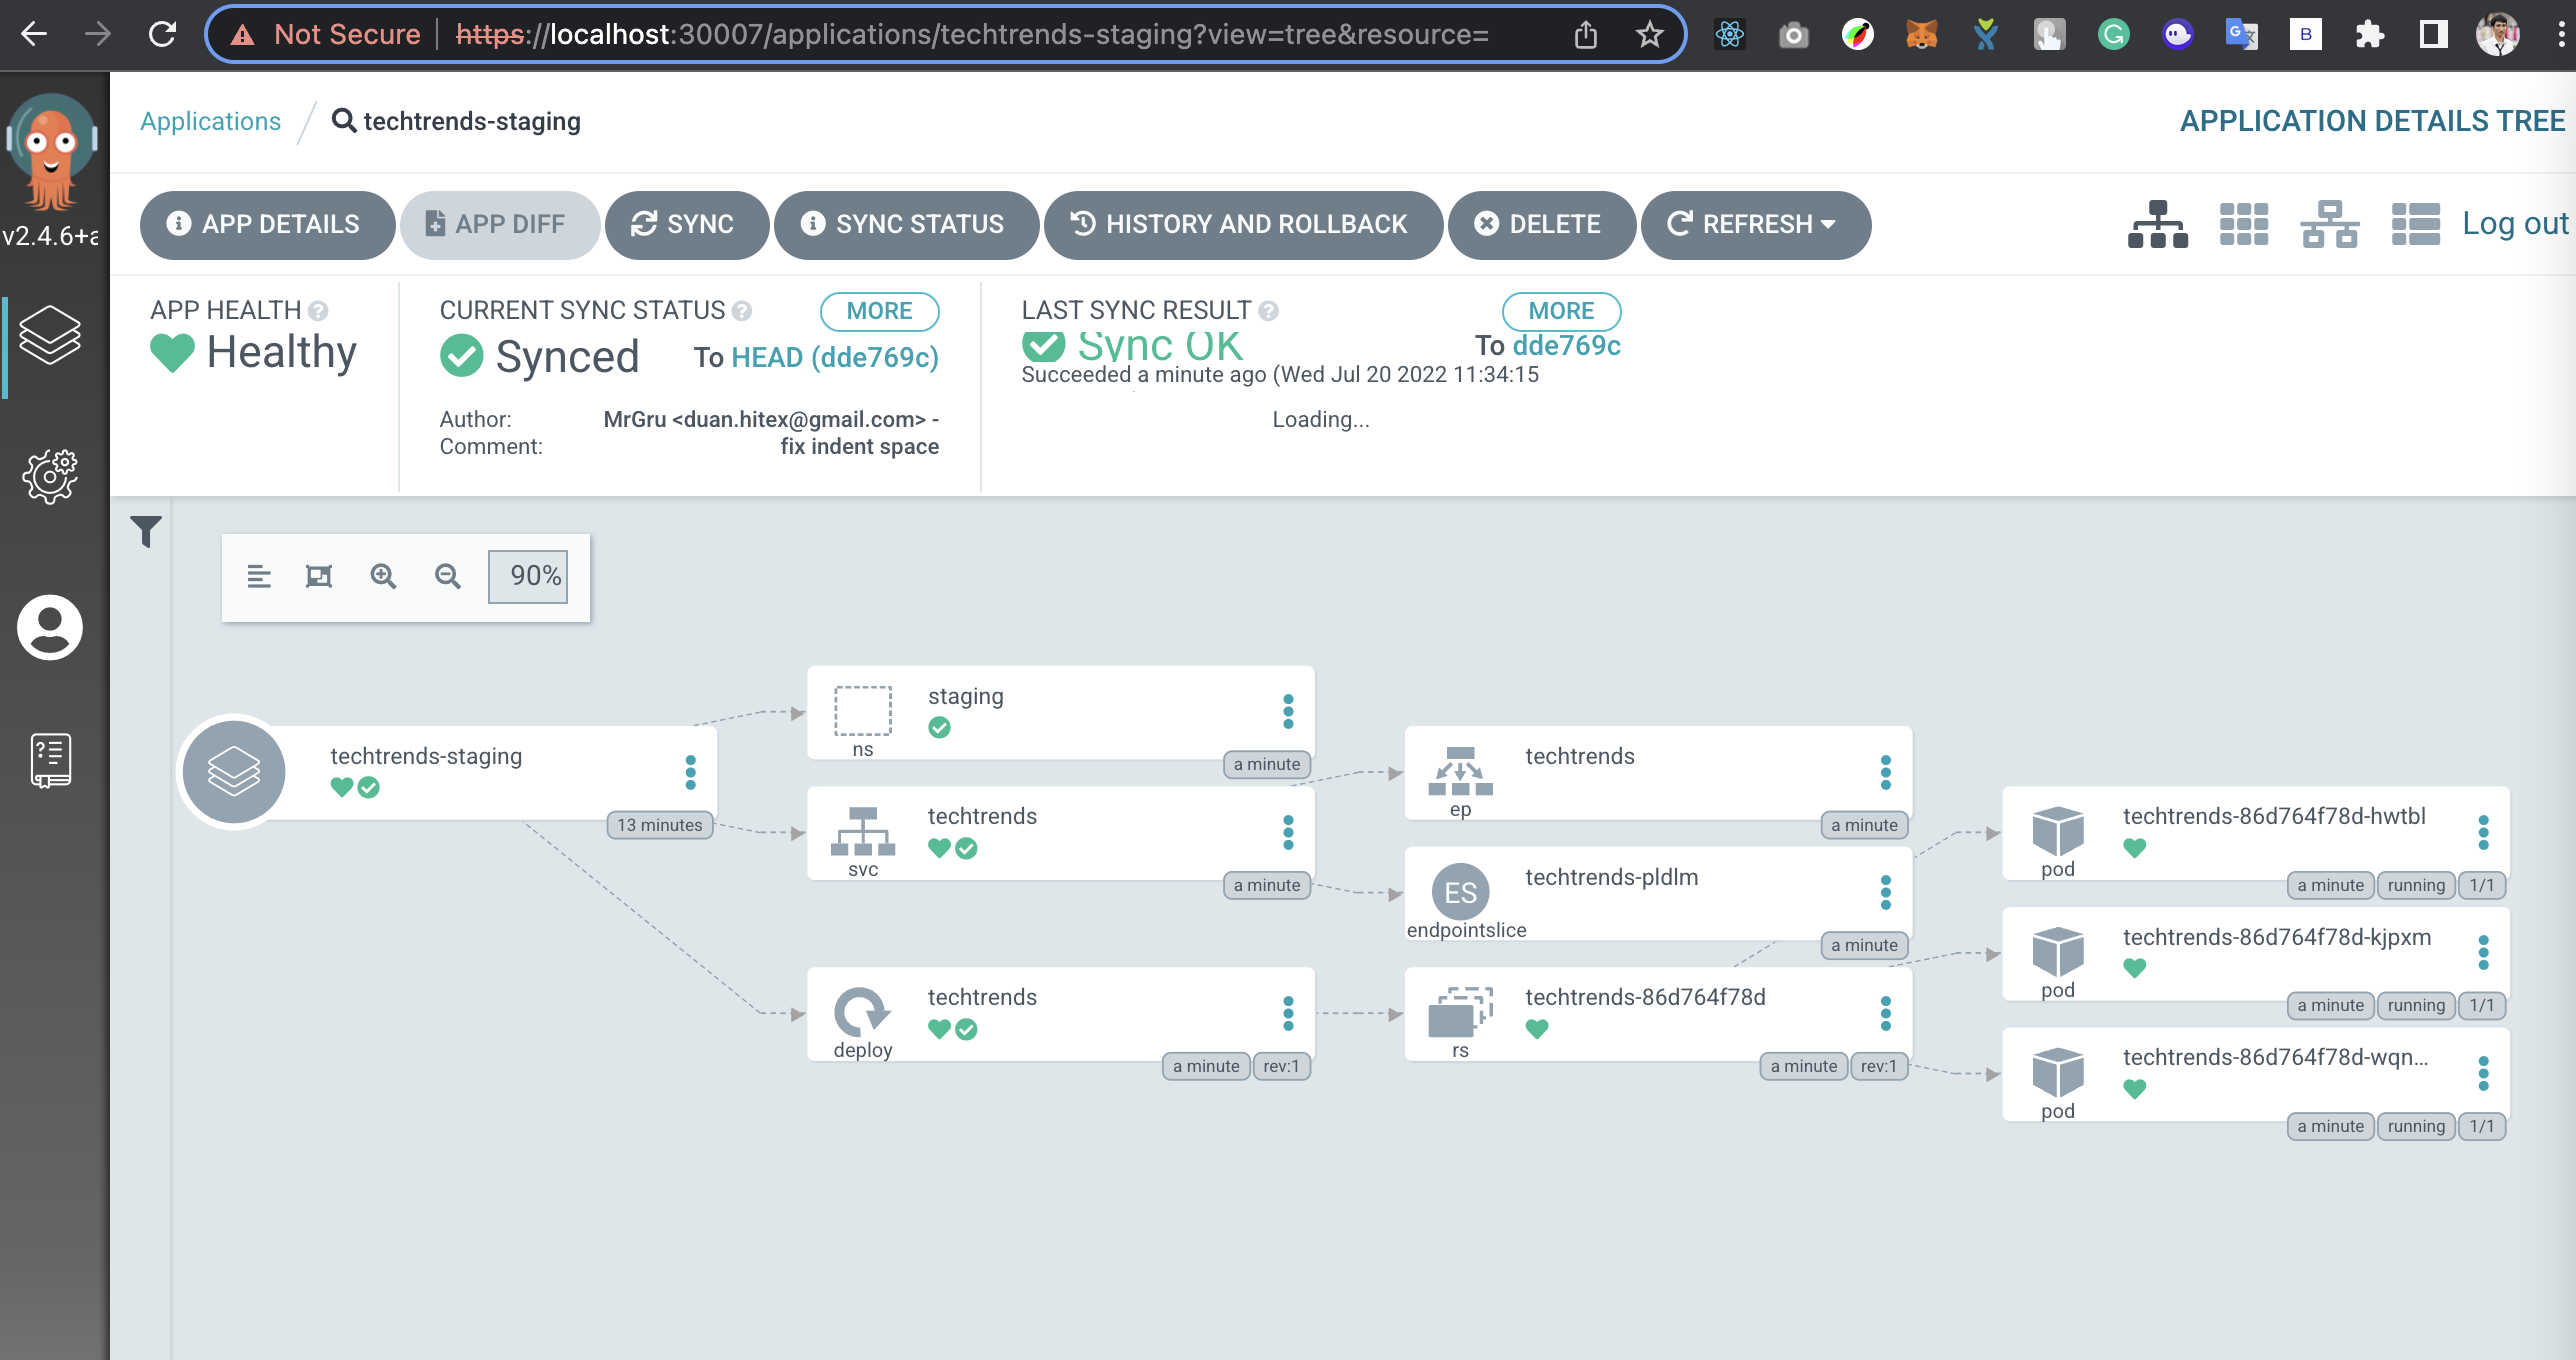 Not Secure | https://localhost:30007/applications/techtrends-staging?view=tree&resource=
G
B
v2.4.6+a
Applications / techtrends-staging
APPLICATION DETAILS TREE
APP DETAILS
APP DIFF
SYNC
SYNC STATUS
HISTORY AND ROLLBACK
DELETE
REFRESH
Log out
APP HEALTH ?
Healthy
CURRENT SYNC STATUS ? MORE
Synced To HEAD (dde769c)
Author: MrGru <duan.hitex@gmail.com> -
Comment: fix indent space
LAST SYNC RESULT ? MORE
Sync OK To dde769c
Succeeded a minute ago (Wed Jul 20 2022 11:34:15
Loading...
90%
techtrends-staging
13 minutes
staging
ns
a minute
techtrends
svc
a minute
techtrends
deploy
a minute rev:1
techtrends
ep
a minute
ES
techtrends-pldlm
endpointslice
a minute
techtrends-86d764f78d
rs
a minute rev:1
techtrends-86d764f78d-hwtbl
pod
a minute running 1/1
techtrends-86d764f78d-kjpxm
pod
a minute running 1/1
techtrends-86d764f78d-wqn...
pod
a minute running 1/1